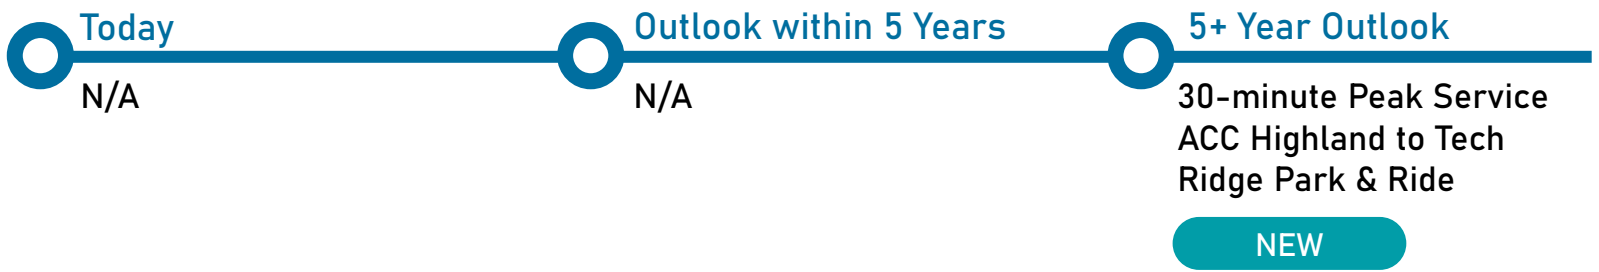 Today
N/A
Outlook within 5 Years
N/A
5+ Year Outlook
30-minute Peak Service
ACC Highland to Tech
Ridge Park & Ride
NEW